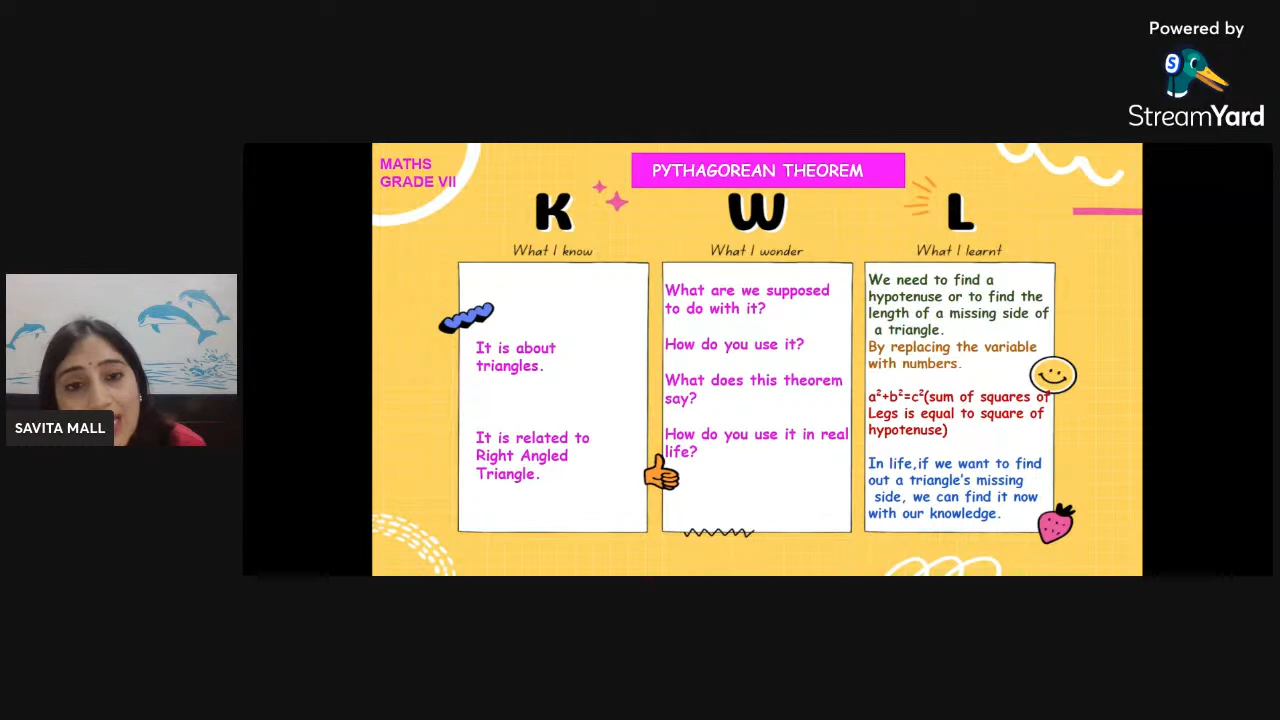 Powered by
S
StreamYard
MATHS
GRADE VII
PYTHAGOREAN THEOREM
K
What I know
It is about
triangles.
It is related to
Right Angled
Triangle.
W
What I wonder
What are we supposed
to do with it?
How do you use it?
What does this theorem
say?
How do you use it in real
life?
L
What I learnt
We need to find a
hypotenuse or to find the
length of a missing side of
a triangle.
By replacing the variable
with numbers.
a²+b²=c²(sum of squares of
Legs is equal to square of
hypotenuse)
In life,if we want to find
out a triangle's missing
side, we can find it now
with our knowledge.
SAVITA MALL